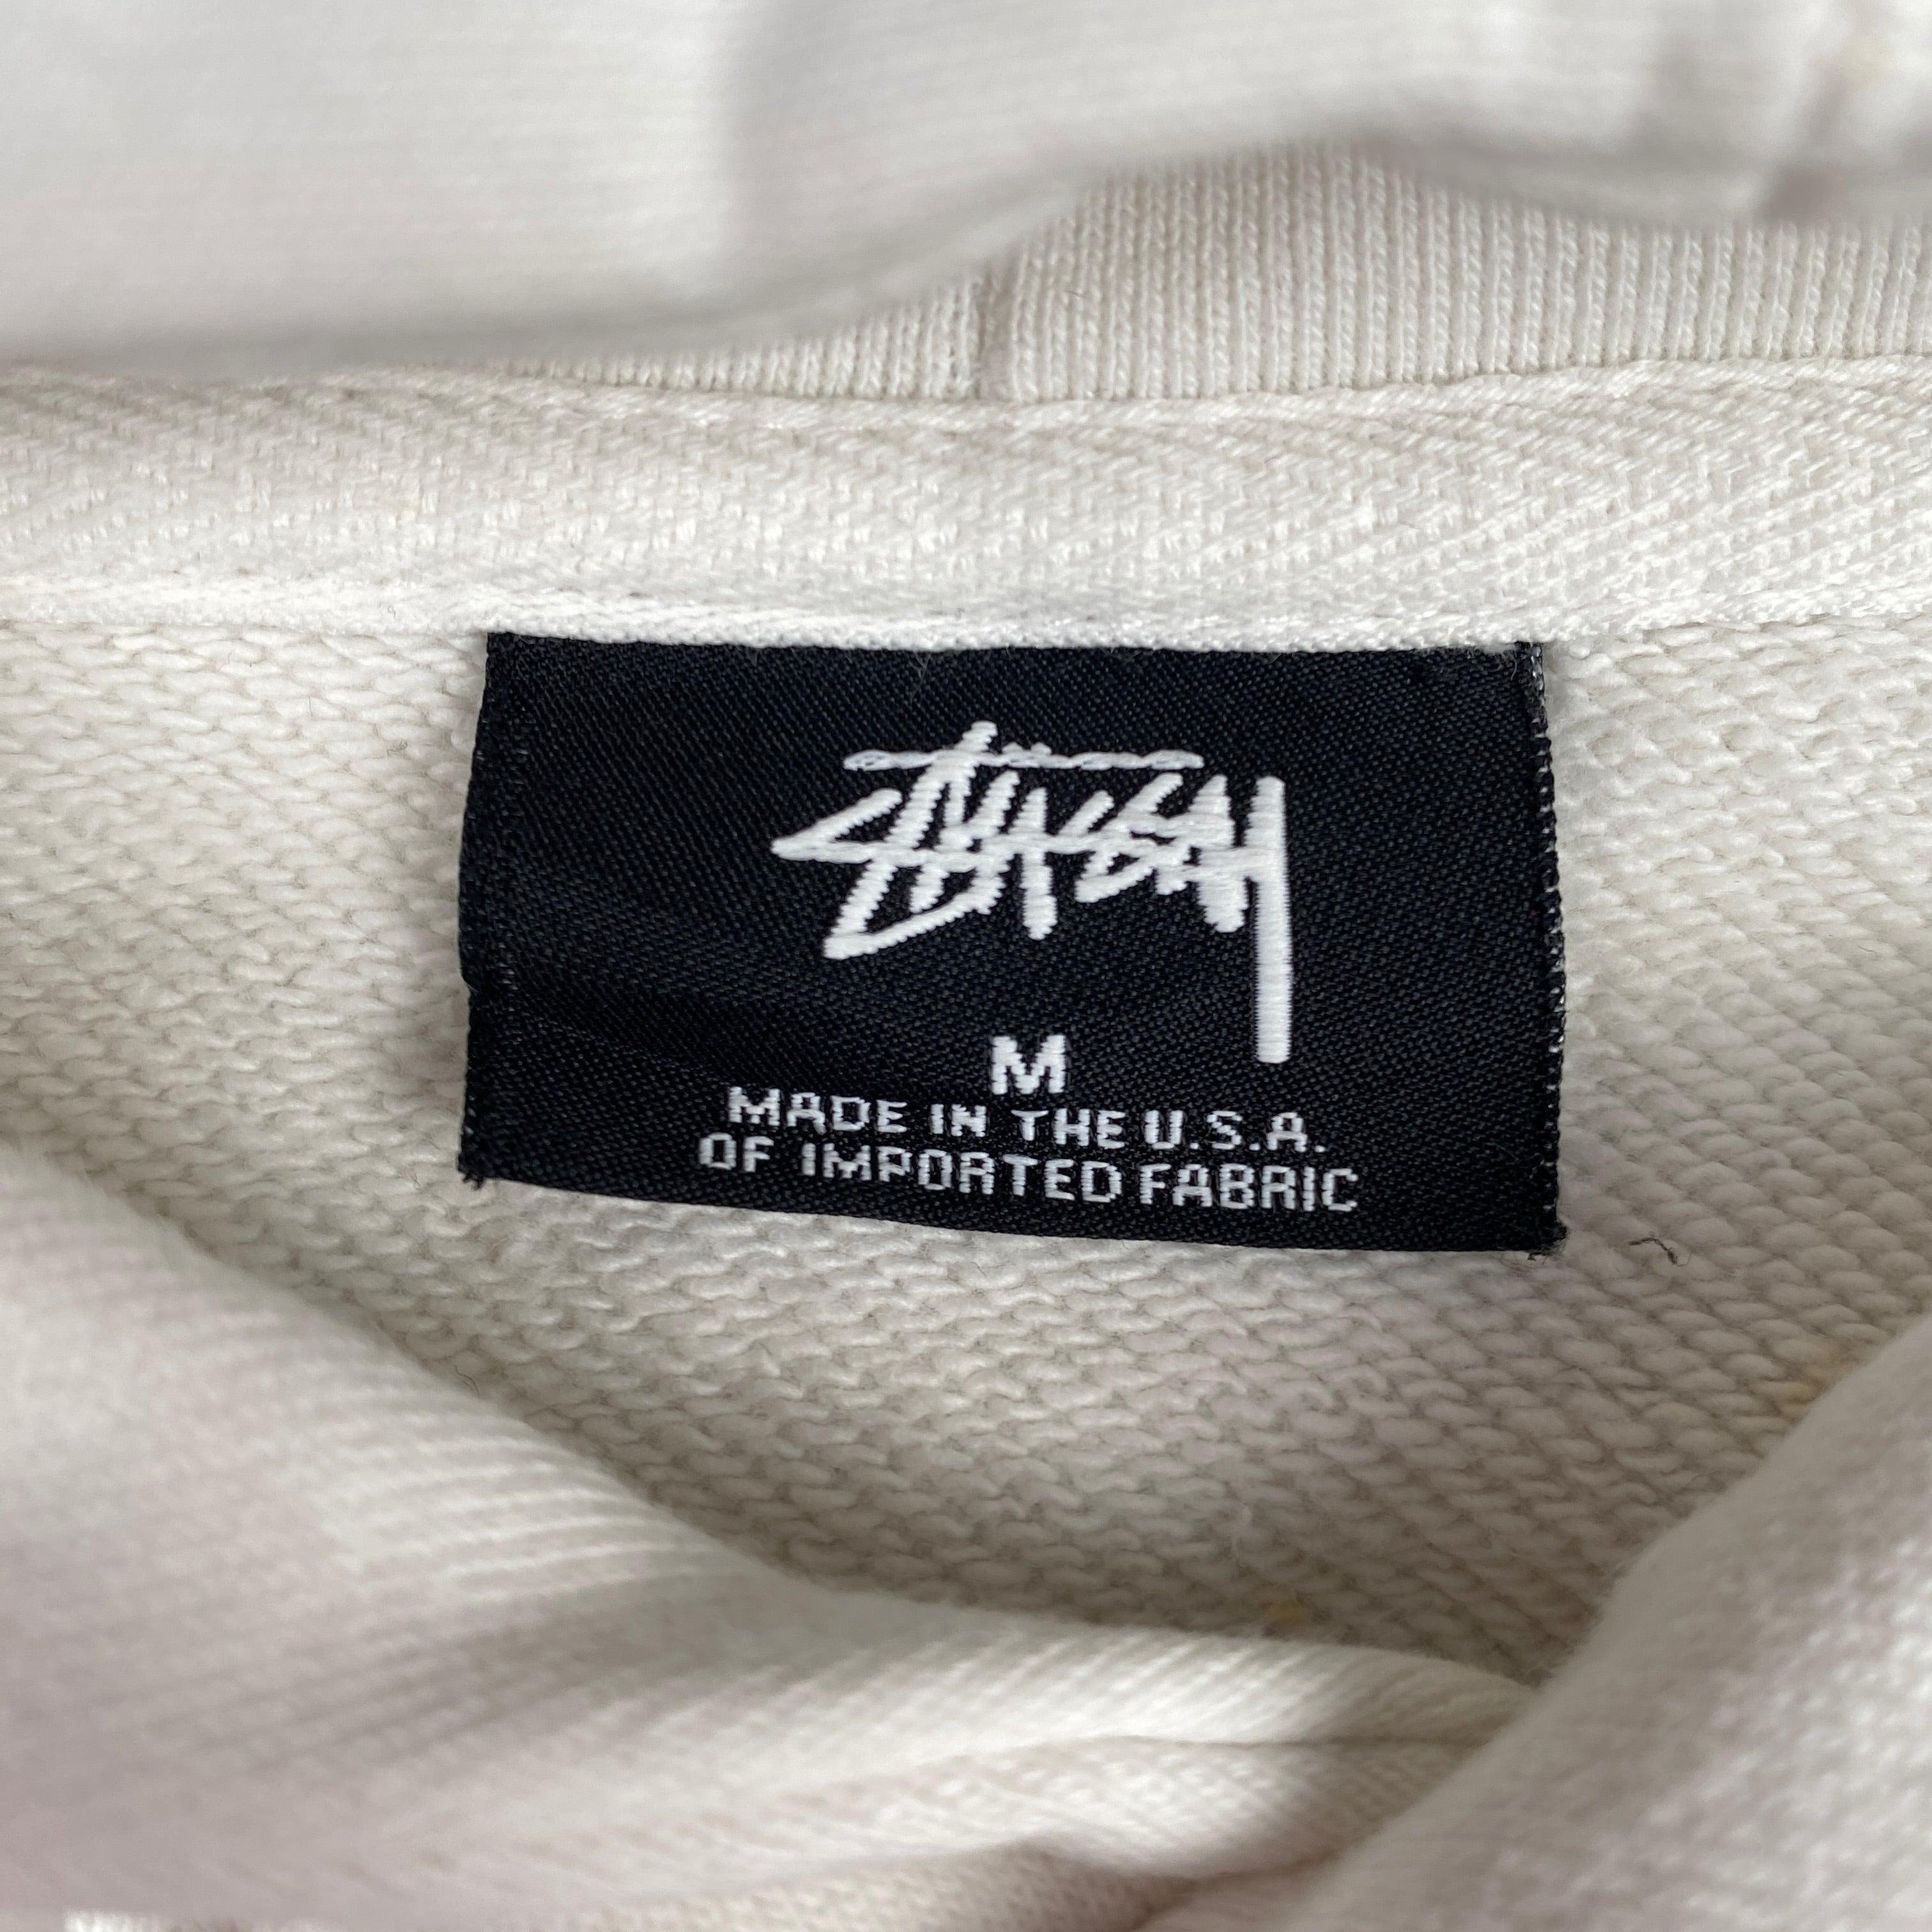 Stüssy
M
MADE IN THE U.S.A.
OF IMPORTED FABRIC